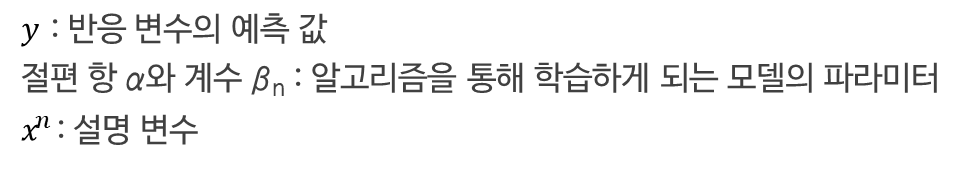 y : 반응 변수의 예측 값
절편 항 α와 계수 βₙ : 알고리즘을 통해 학습하게 되는 모델의 파라미터
xⁿ : 설명 변수